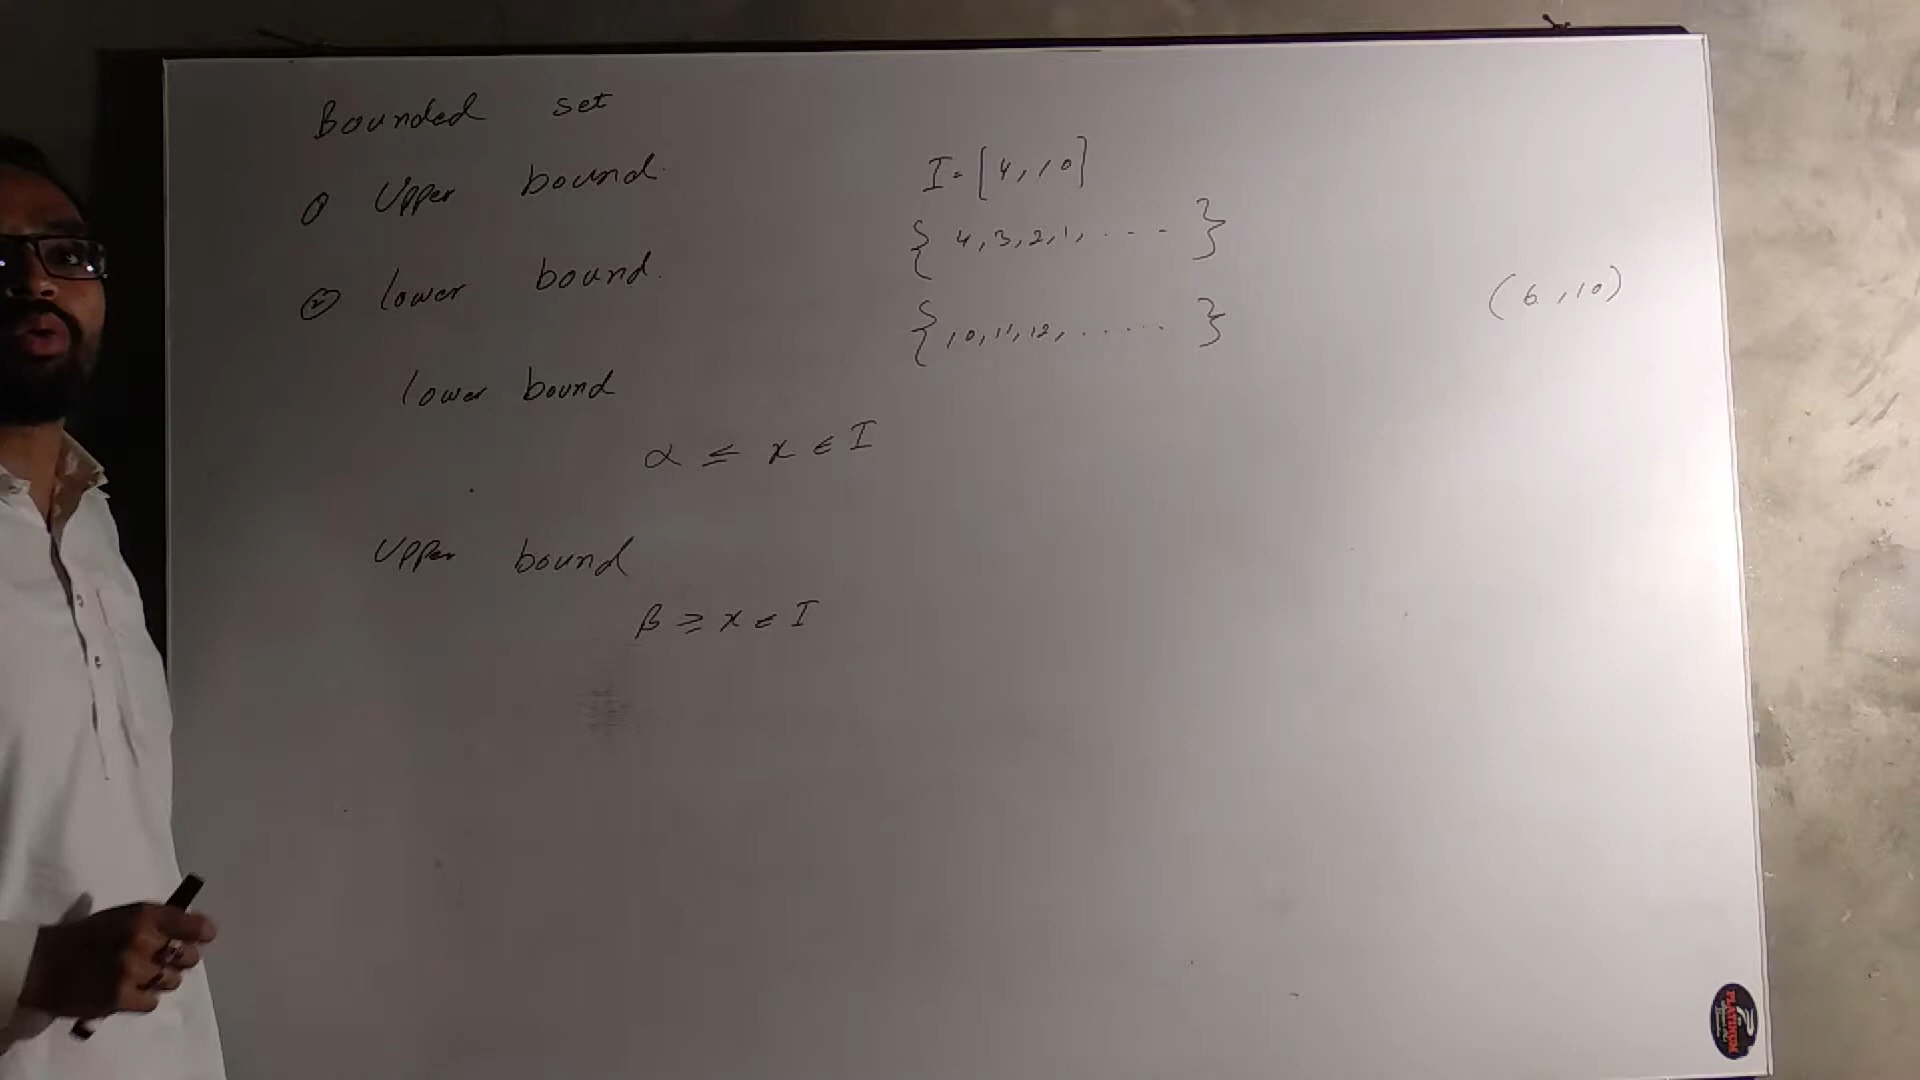 Bounded set
① Upper bound.
② lower bound.
lower bound
α ≤ x ∈ I
Upper bound
β ≥ x ∈ I
I = [4, 10]
{ 4, 3, 2, 1, . . . . }
{ 10, 11, 12, . . . . . . }
(6, 10)
PLATINUM